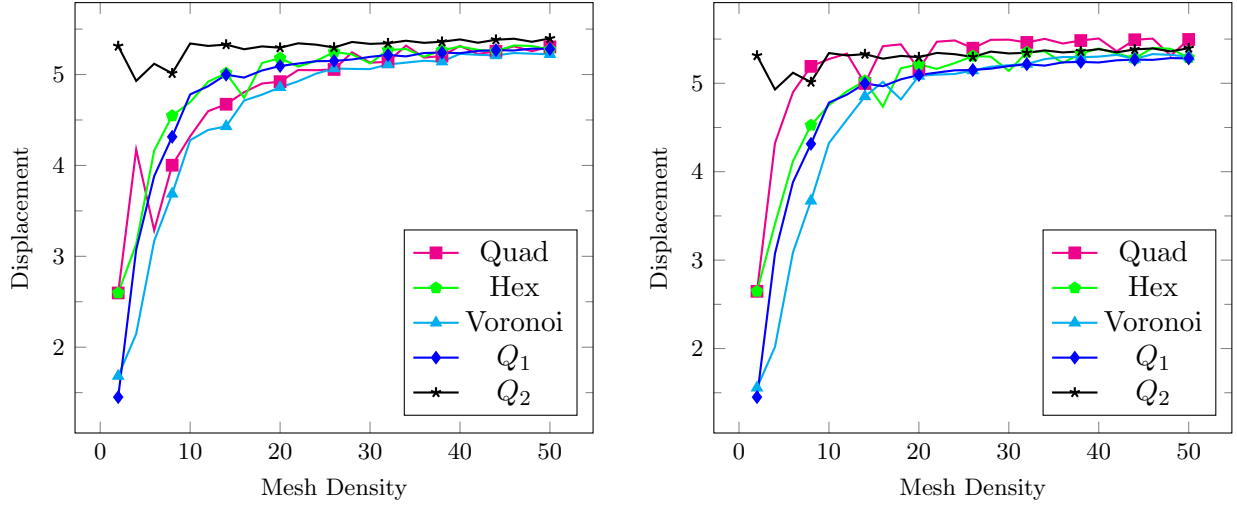 5
4
3
2
0
10
20
30
40
50
Displacement
Mesh Density
Quad
Hex
Voronoi
Q1
Q2
5
4
3
2
0
10
20
30
40
50
Displacement
Mesh Density
Quad
Hex
Voronoi
Q1
Q2